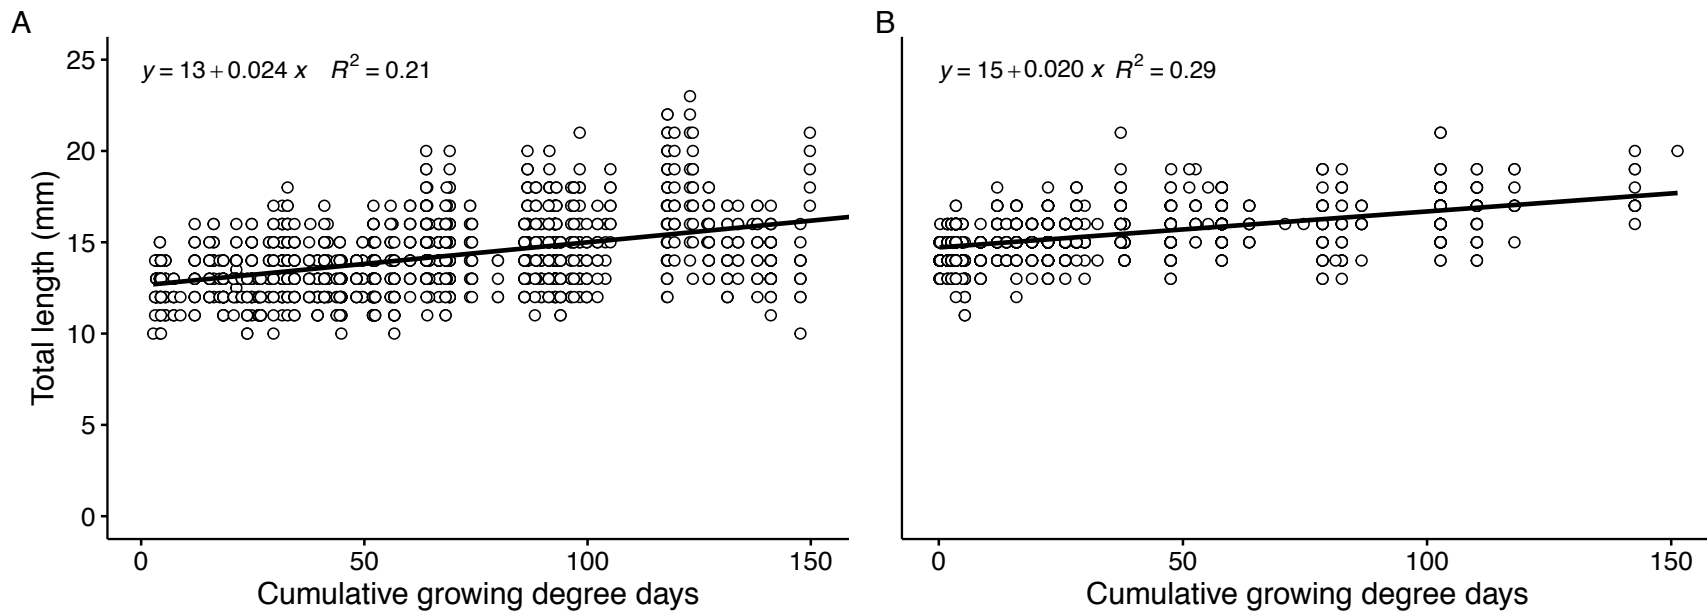 A
B
y = 13 + 0.024 x R² = 0.21
y = 15 + 0.020 x R² = 0.29
Total length (mm)
25
20
15
10
5
0
0 50 100 150
0 50 100 150
Cumulative growing degree days
Cumulative growing degree days